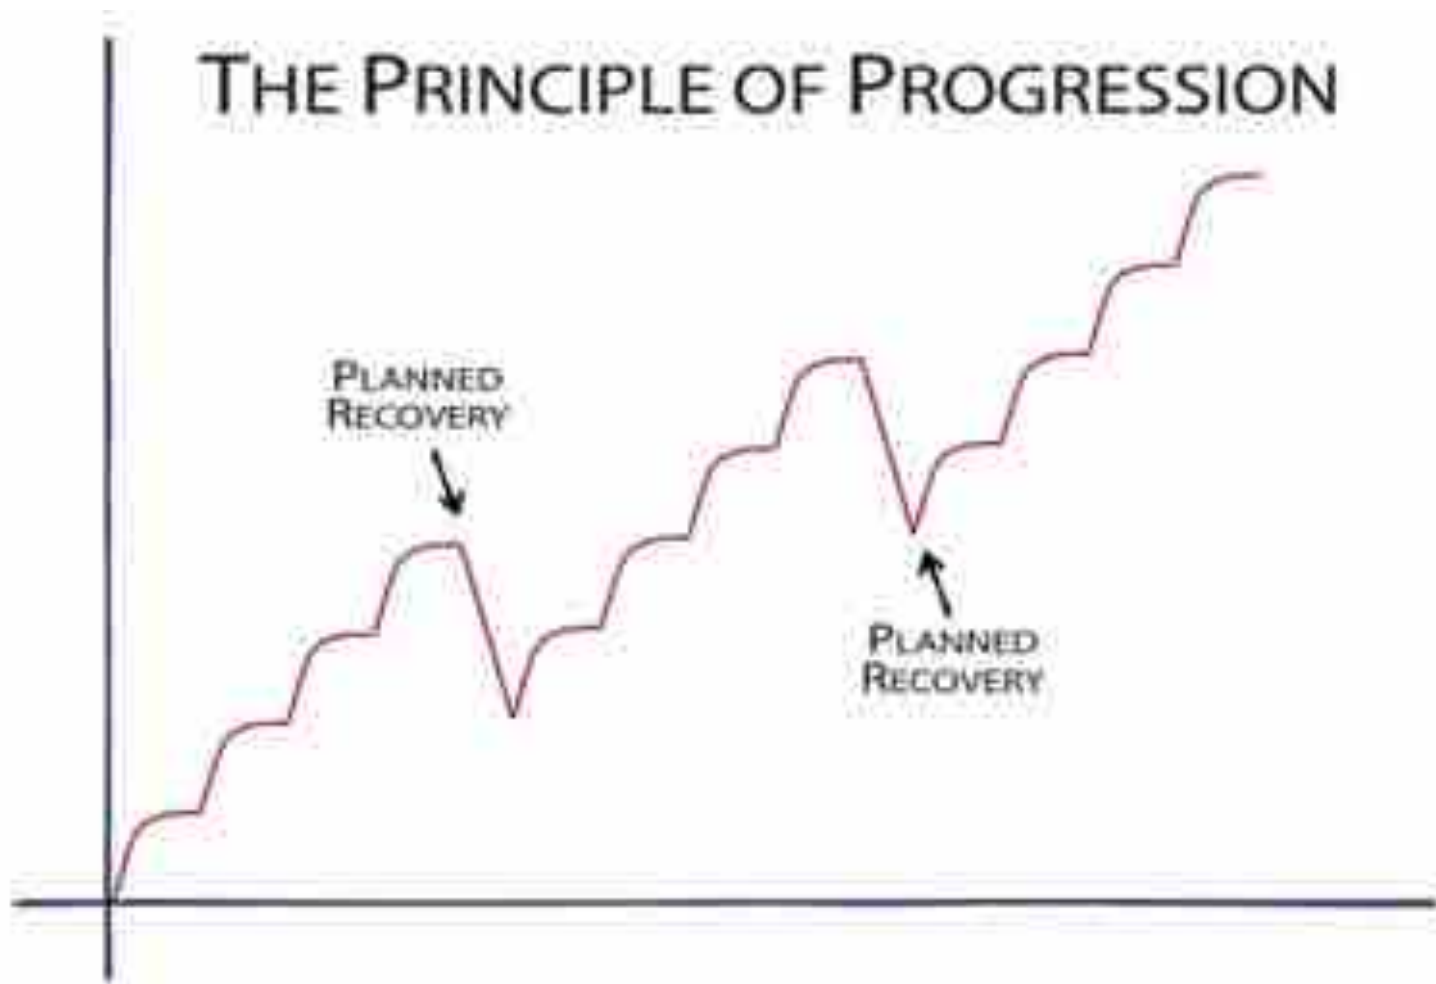 THE PRINCIPLE OF PROGRESSION
PLANNED
RECOVERY
PLANNED
RECOVERY